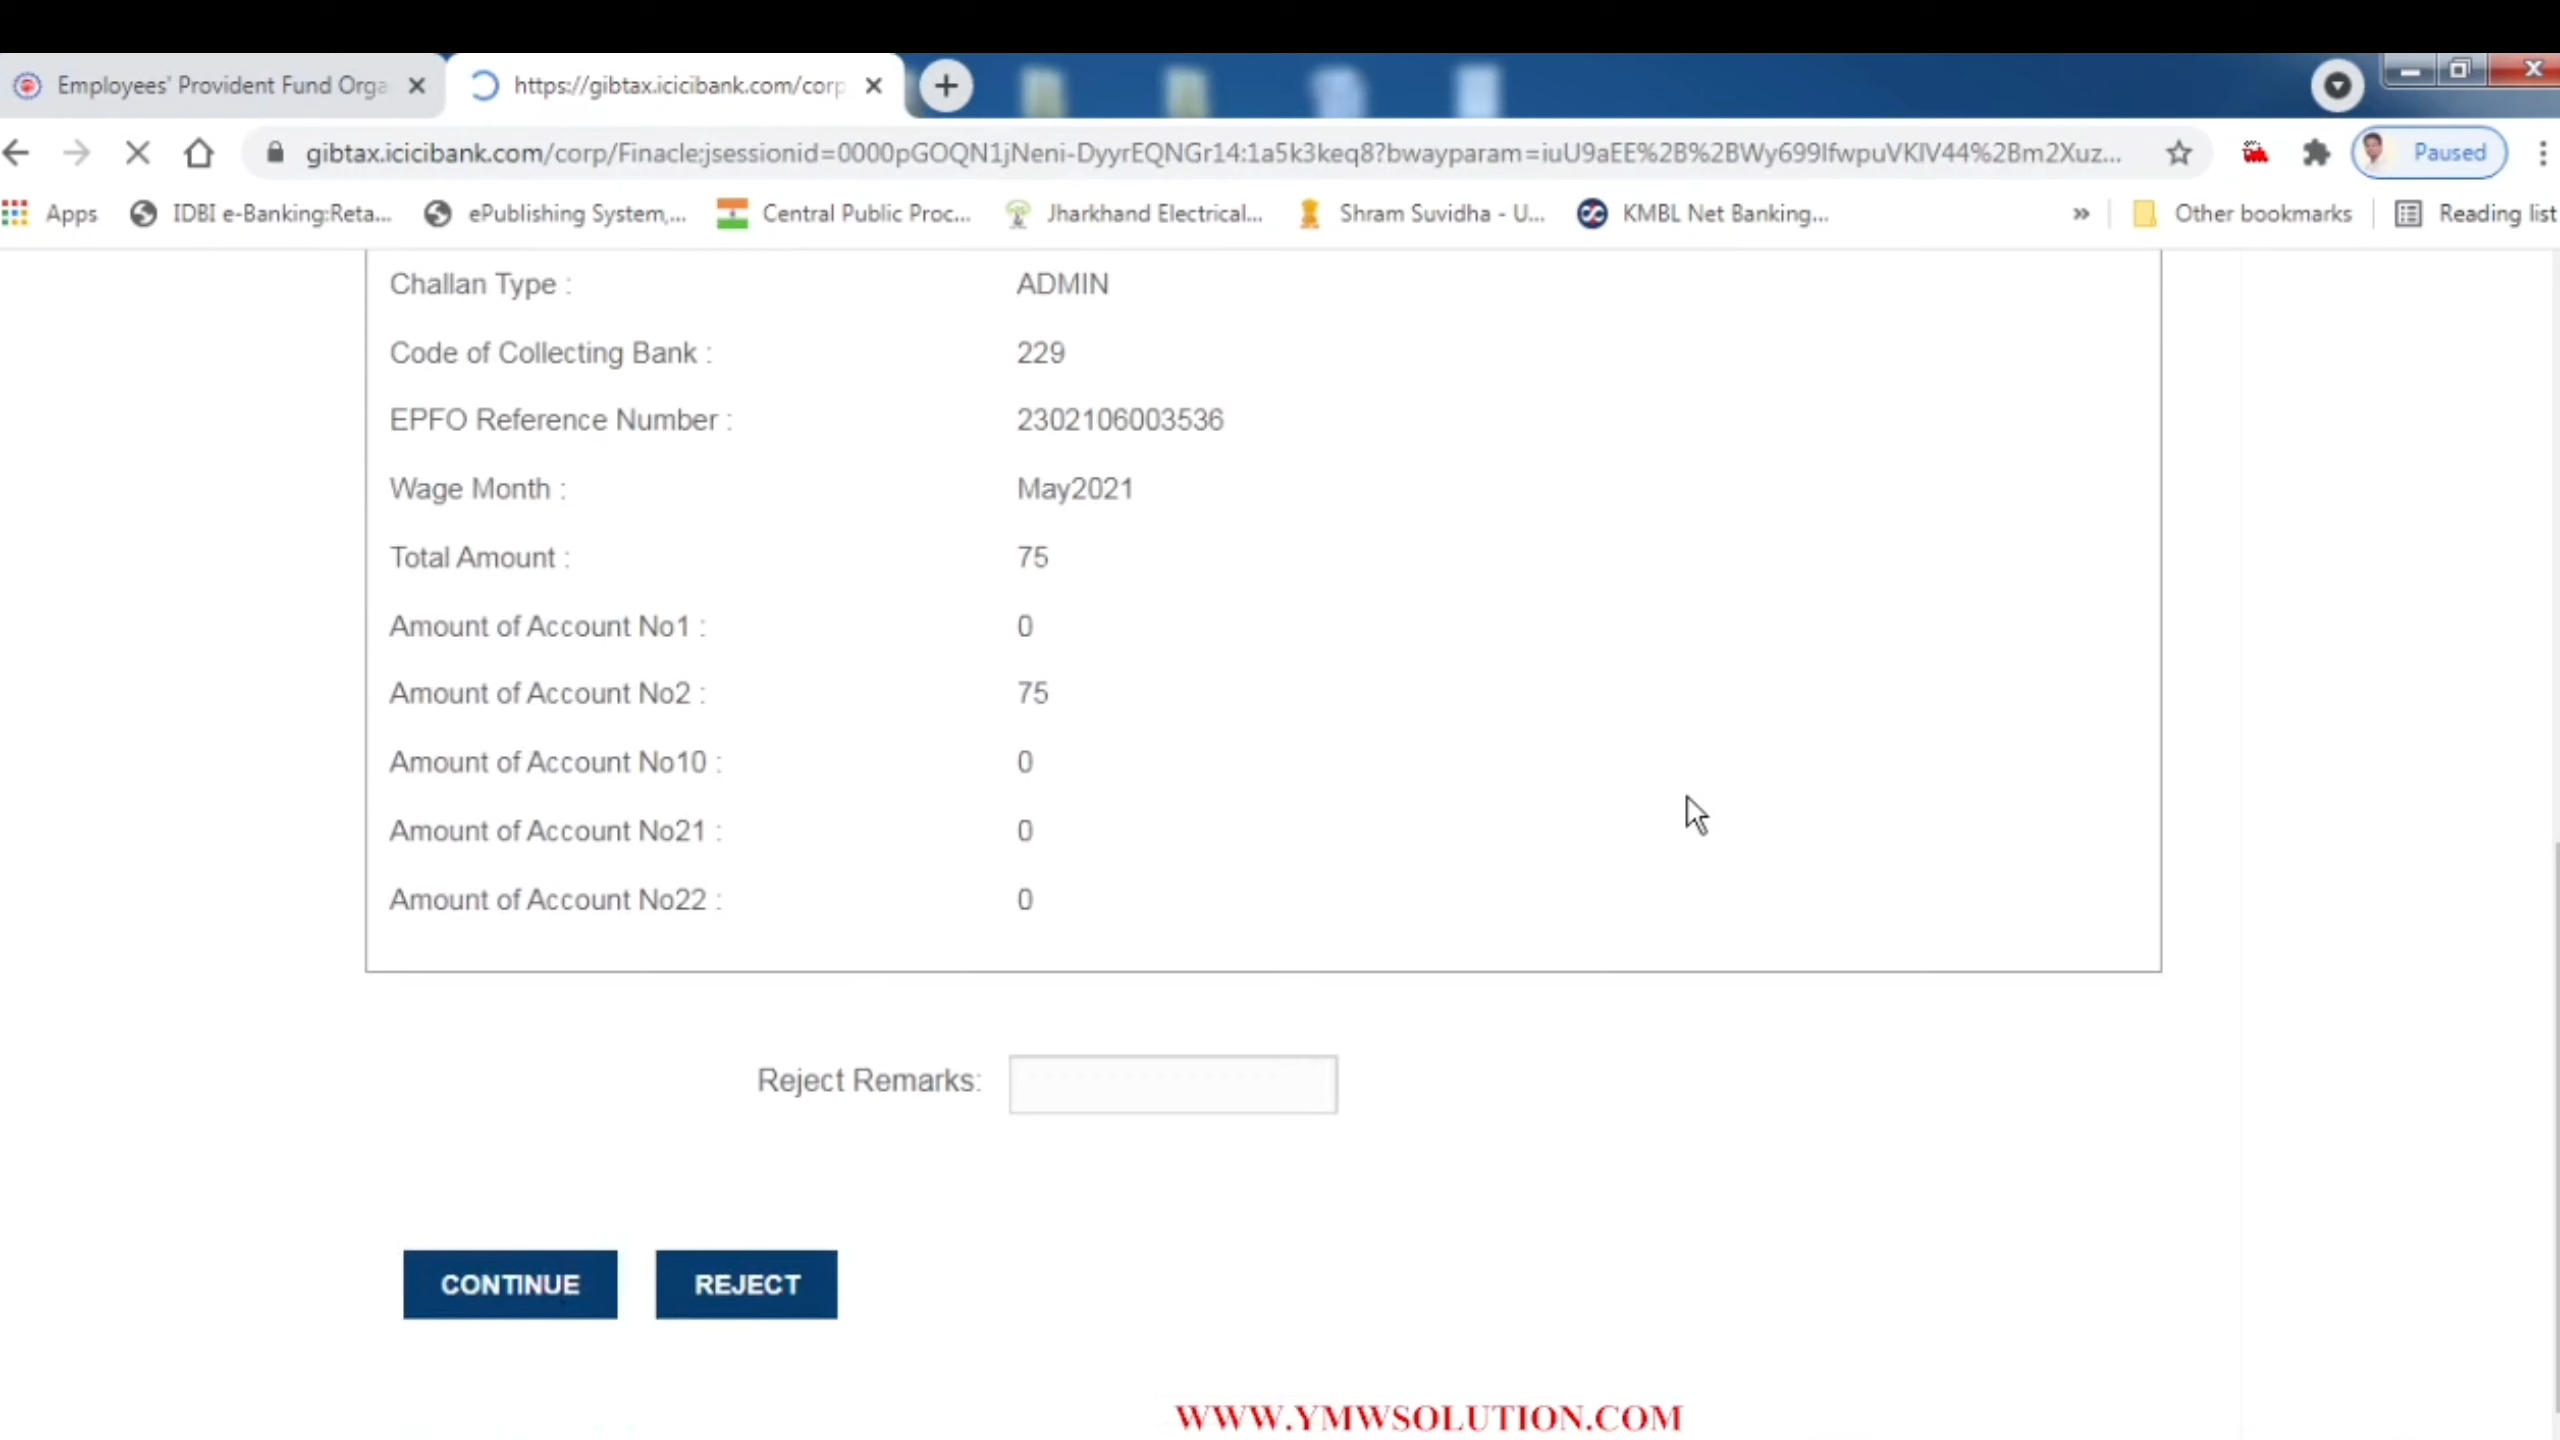 Employees' Provident Fund Orga
https://gibtax.icicibank.com/corp
gibtax.icicibank.com/corp/Finacle;jsessionid=0000pGOQN1jNeni-DyyrEQNGr14:1a5k3keq8?bwayparam=iuU9aEE%2B%2BWy699IfwpuVKIV44%2Bm2Xuz...
Paused
Apps
IDBI e-Banking:Reta...
ePublishing System,...
Central Public Proc...
Jharkhand Electrical...
Shram Suvidha - U...
KMBL Net Banking...
»
Other bookmarks
Reading list
Challan Type : ADMIN
Code of Collecting Bank : 229
EPFO Reference Number : 2302106003536
Wage Month : May2021
Total Amount : 75
Amount of Account No1 : 0
Amount of Account No2 : 75
Amount of Account No10 : 0
Amount of Account No21 : 0
Amount of Account No22 : 0
Reject Remarks:
CONTINUE
REJECT
WWW.YMWSOLUTION.COM